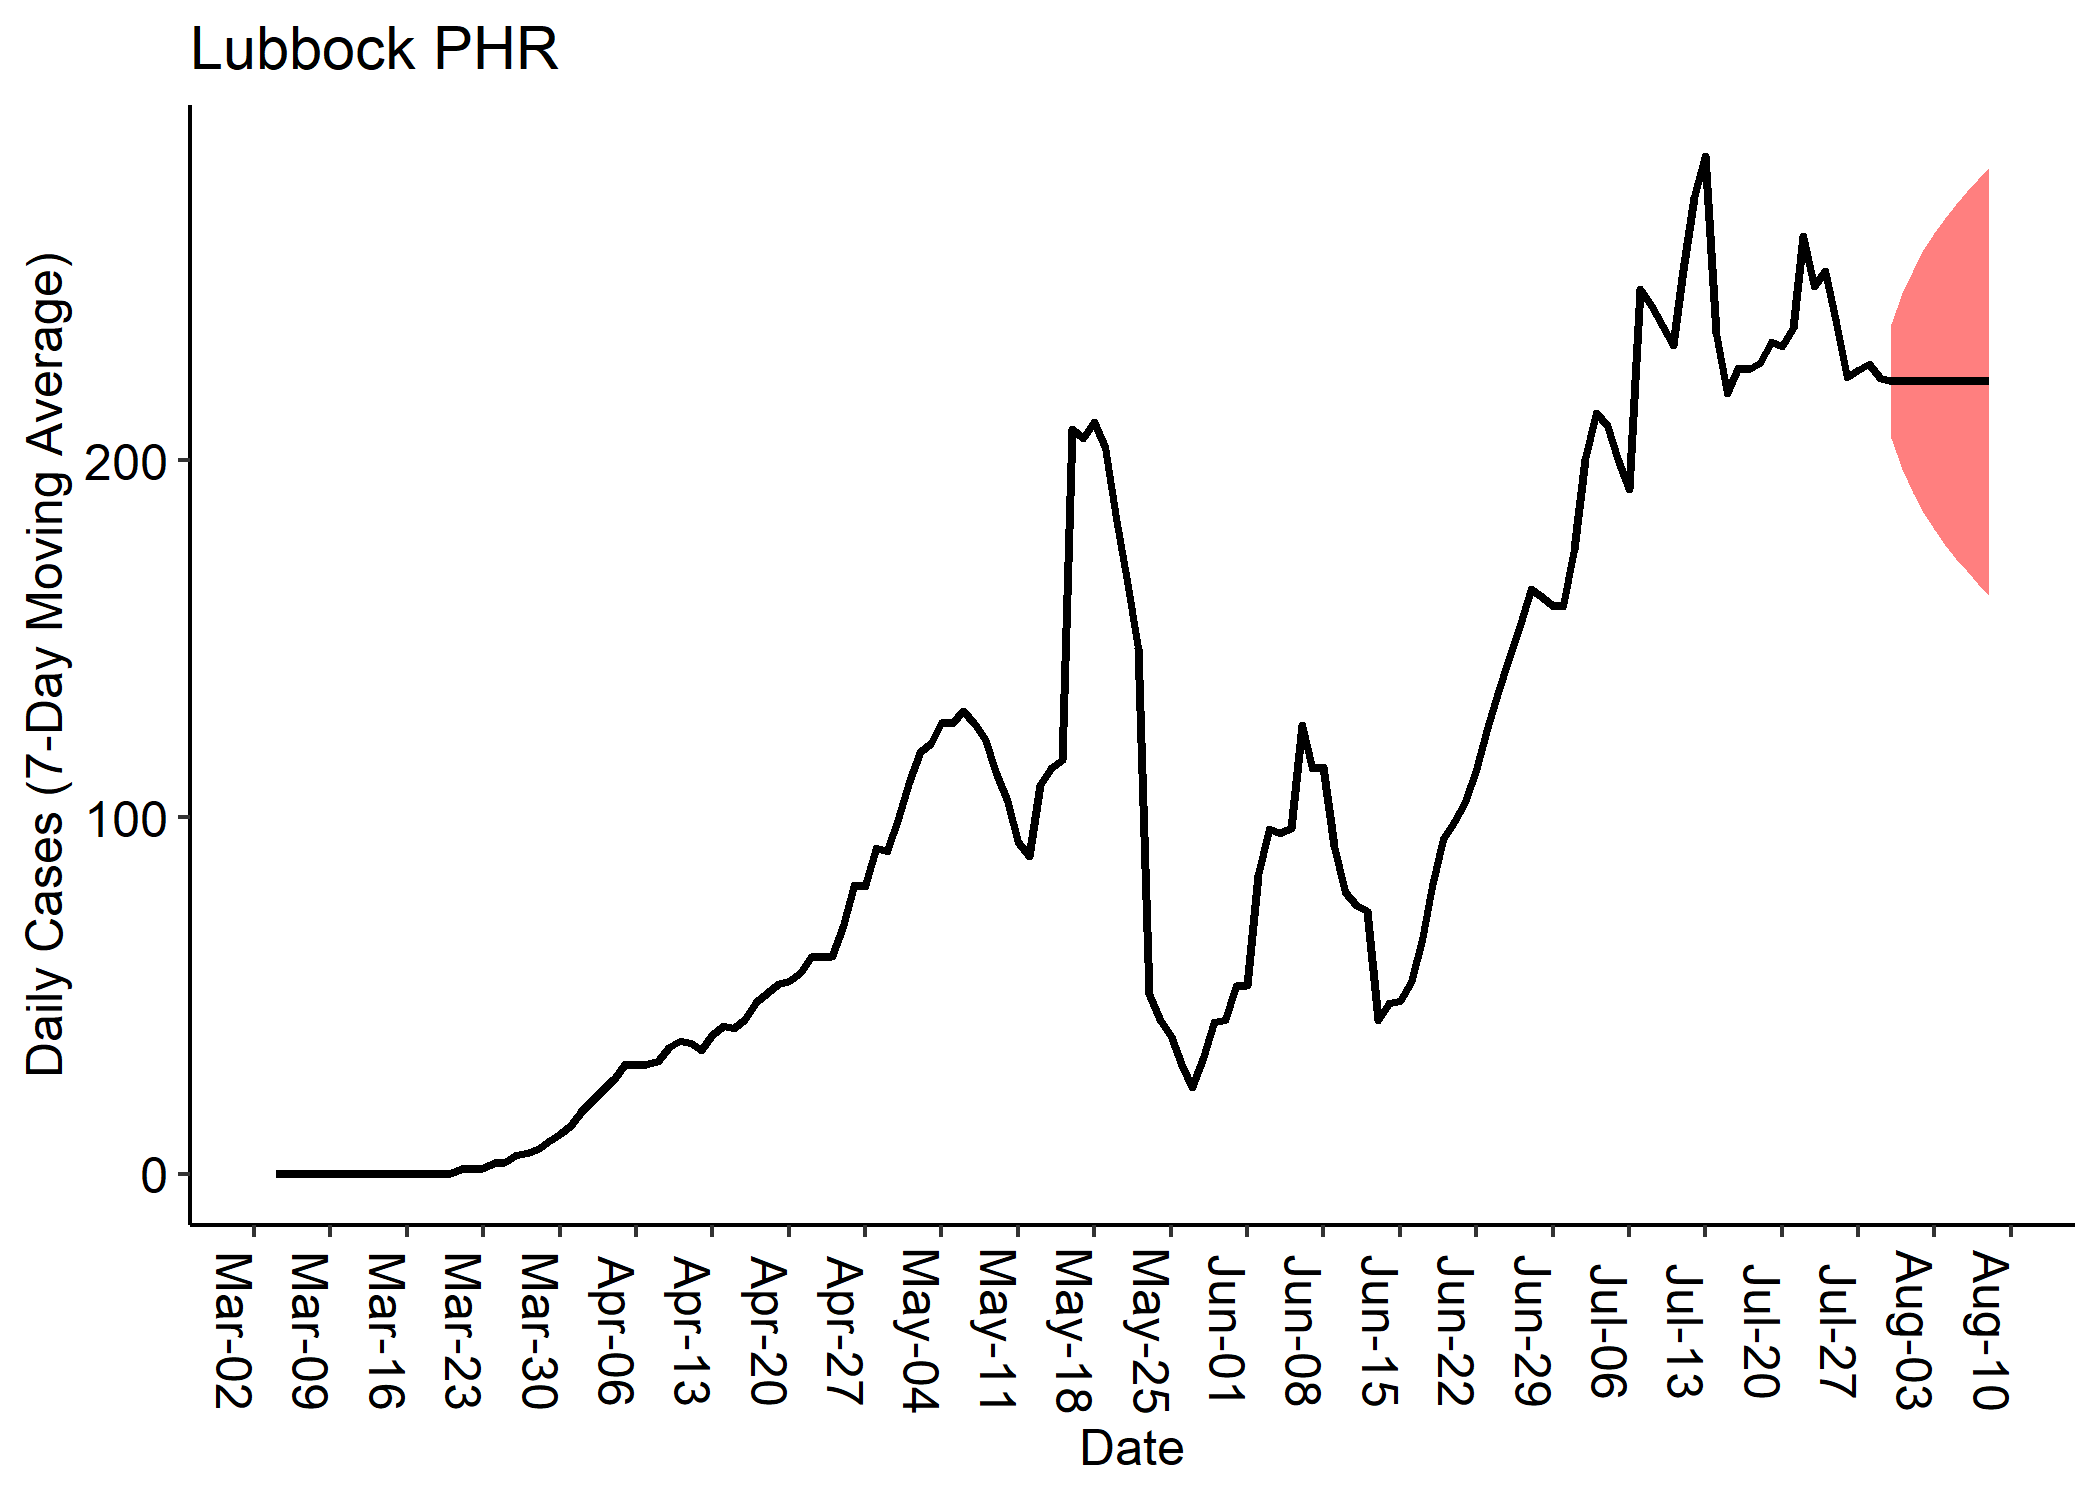 Lubbock PHR
Daily Cases (7-Day Moving Average)
200
100
0
Mar-02
Mar-09
Mar-16
Mar-23
Mar-30
Apr-06
Apr-13
Apr-20
Apr-27
May-04
May-11
May-18
May-25
Jun-01
Jun-08
Jun-15
Jun-22
Jun-29
Jul-06
Jul-13
Jul-20
Jul-27
Aug-03
Aug-10
Date